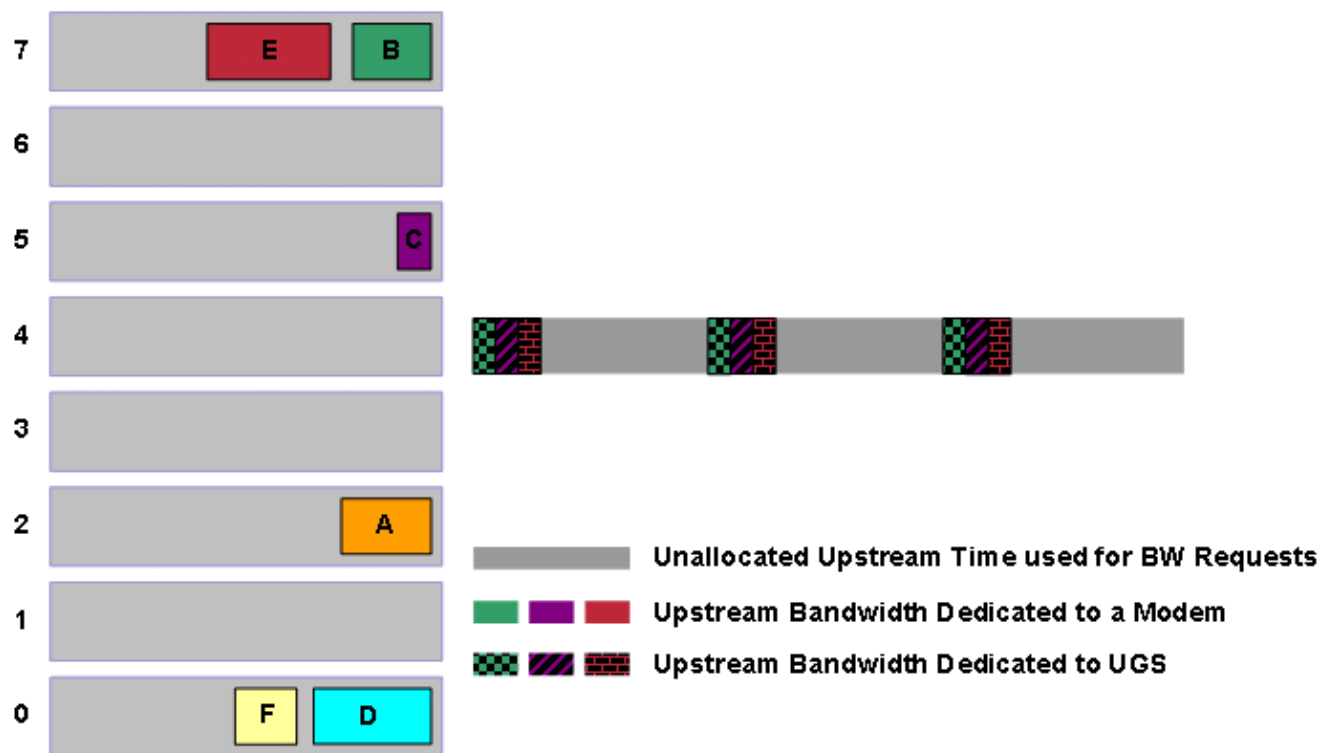 7 E B
6
5 C
4
3
2 A
Unallocated Upstream Time used for BW Requests
1
Upstream Bandwidth Dedicated to a Modem
Upstream Bandwidth Dedicated to UGS
0 F D